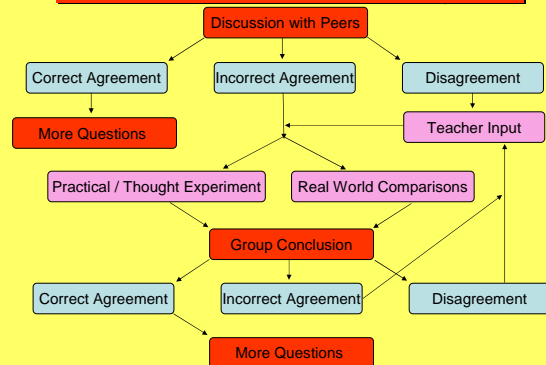 Discussion with Peers
Correct Agreement
Incorrect Agreement
Disagreement
More Questions
Teacher Input
Practical / Thought Experiment
Real World Comparisons
Group Conclusion
Correct Agreement
Incorrect Agreement
Disagreement
More Questions